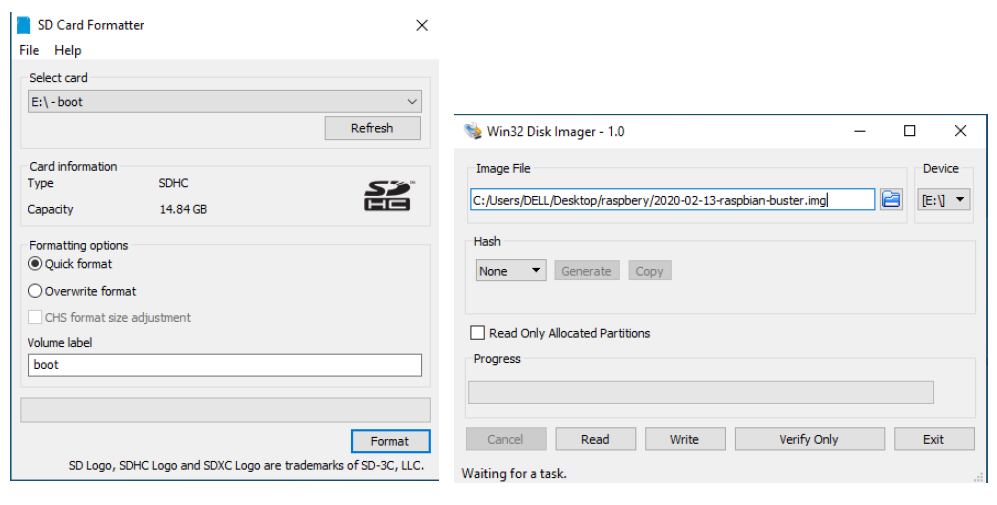 SD Card Formatter
File Help
Select card
E:\ - boot
Refresh
Card information
Type SDHC
Capacity 14.84 GB
SD HC
Formatting options
Quick format
Overwrite format
CHS format size adjustment
Volume label
boot
Format
SD Logo, SDHC Logo and SDXC Logo are trademarks of SD-3C, LLC.
Win32 Disk Imager - 1.0
Image File
Device
C:/Users/DELL/Desktop/raspbery/2020-02-13-raspbian-buster.img
[E:\]
Hash
None Generate Copy
Read Only Allocated Partitions
Progress
Cancel Read Write Verify Only Exit
Waiting for a task.